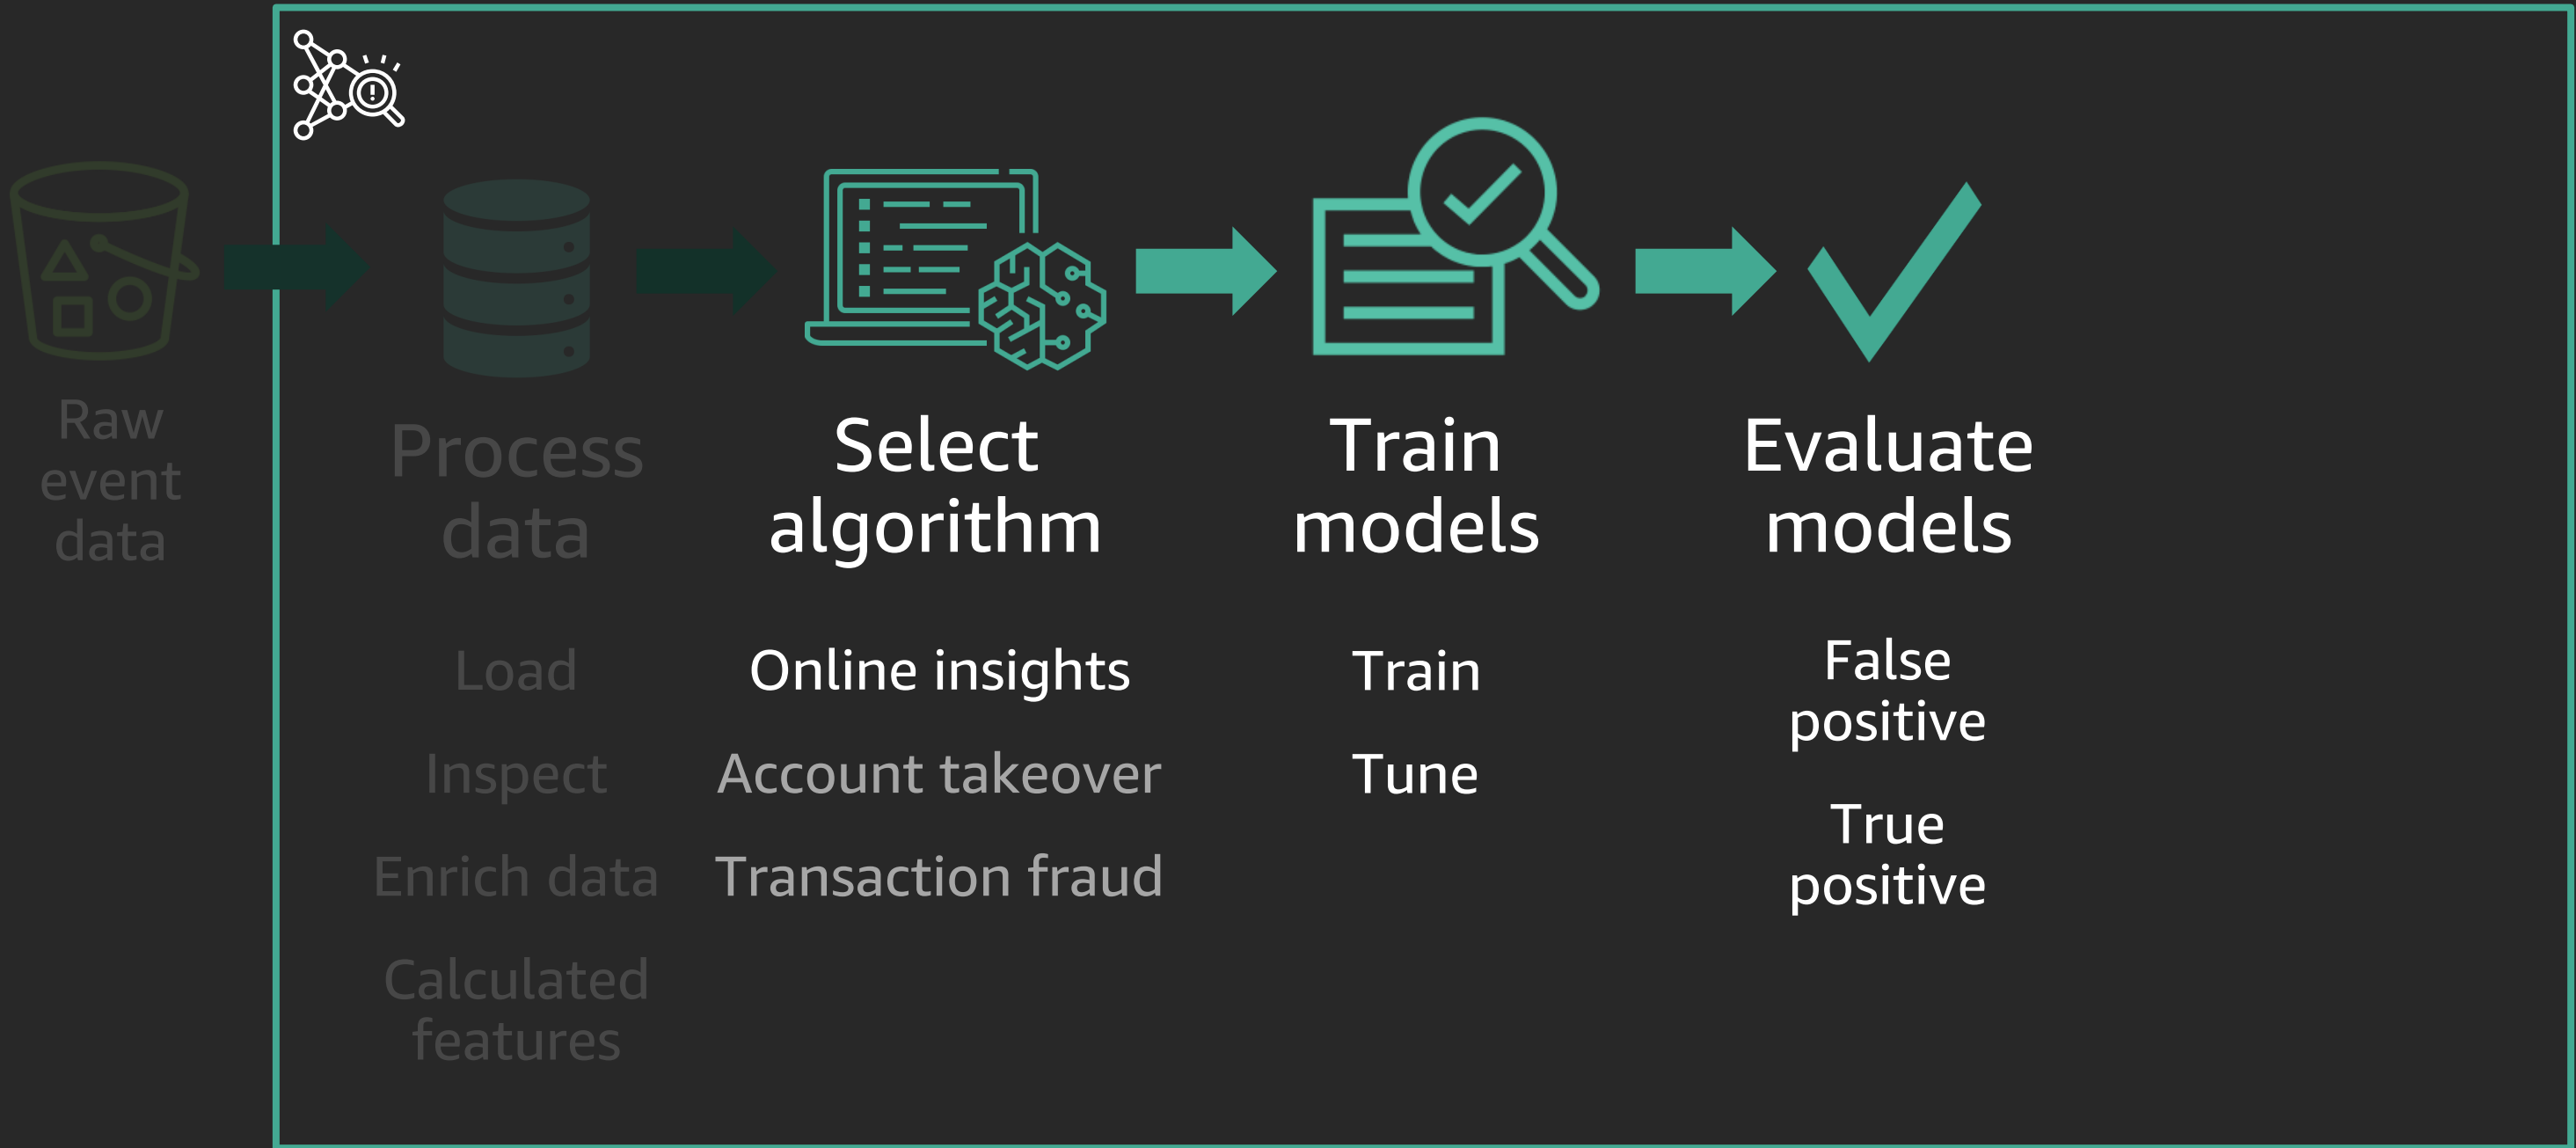 Raw
event
data
Process
data
Load
Inspect
Enrich data
Calculated
features
Select
algorithm
Online insights
Account takeover
Transaction fraud
Train
models
Train
Tune
Evaluate
models
False
positive
True
positive